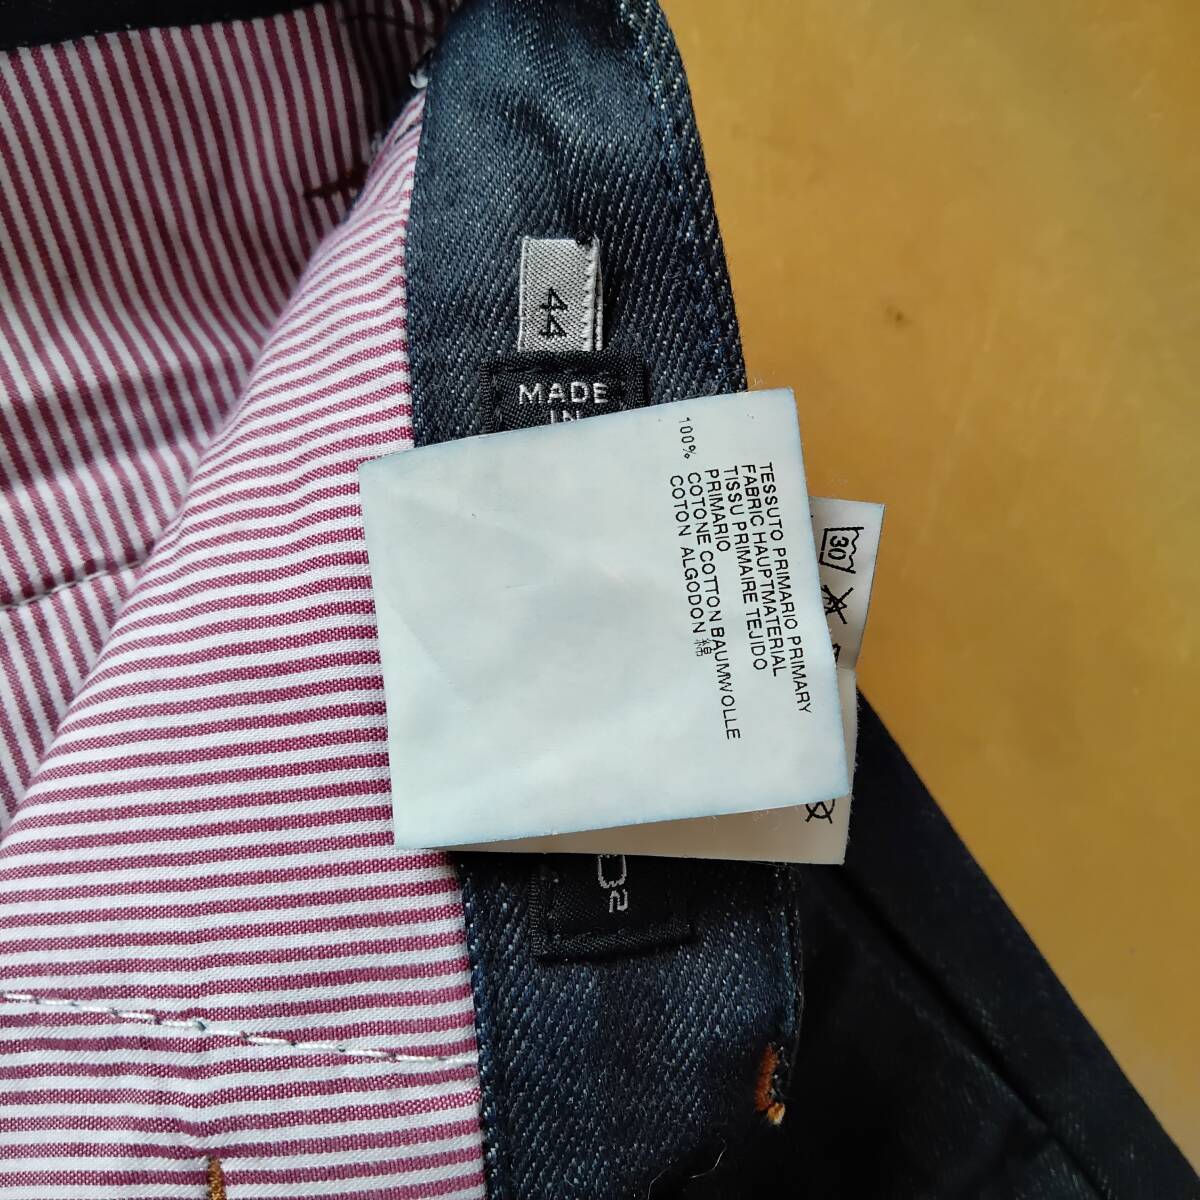 44
MADE
IN
TESSUTO PRIMARIO PRIMARY
FABRIC HAUPTMATERIAL
TISSU PRIMAIRE TEJIDO
PRIMARIO
100% COTONE COTTON BAUMWOLLE
COTON ALGODON 綿
30